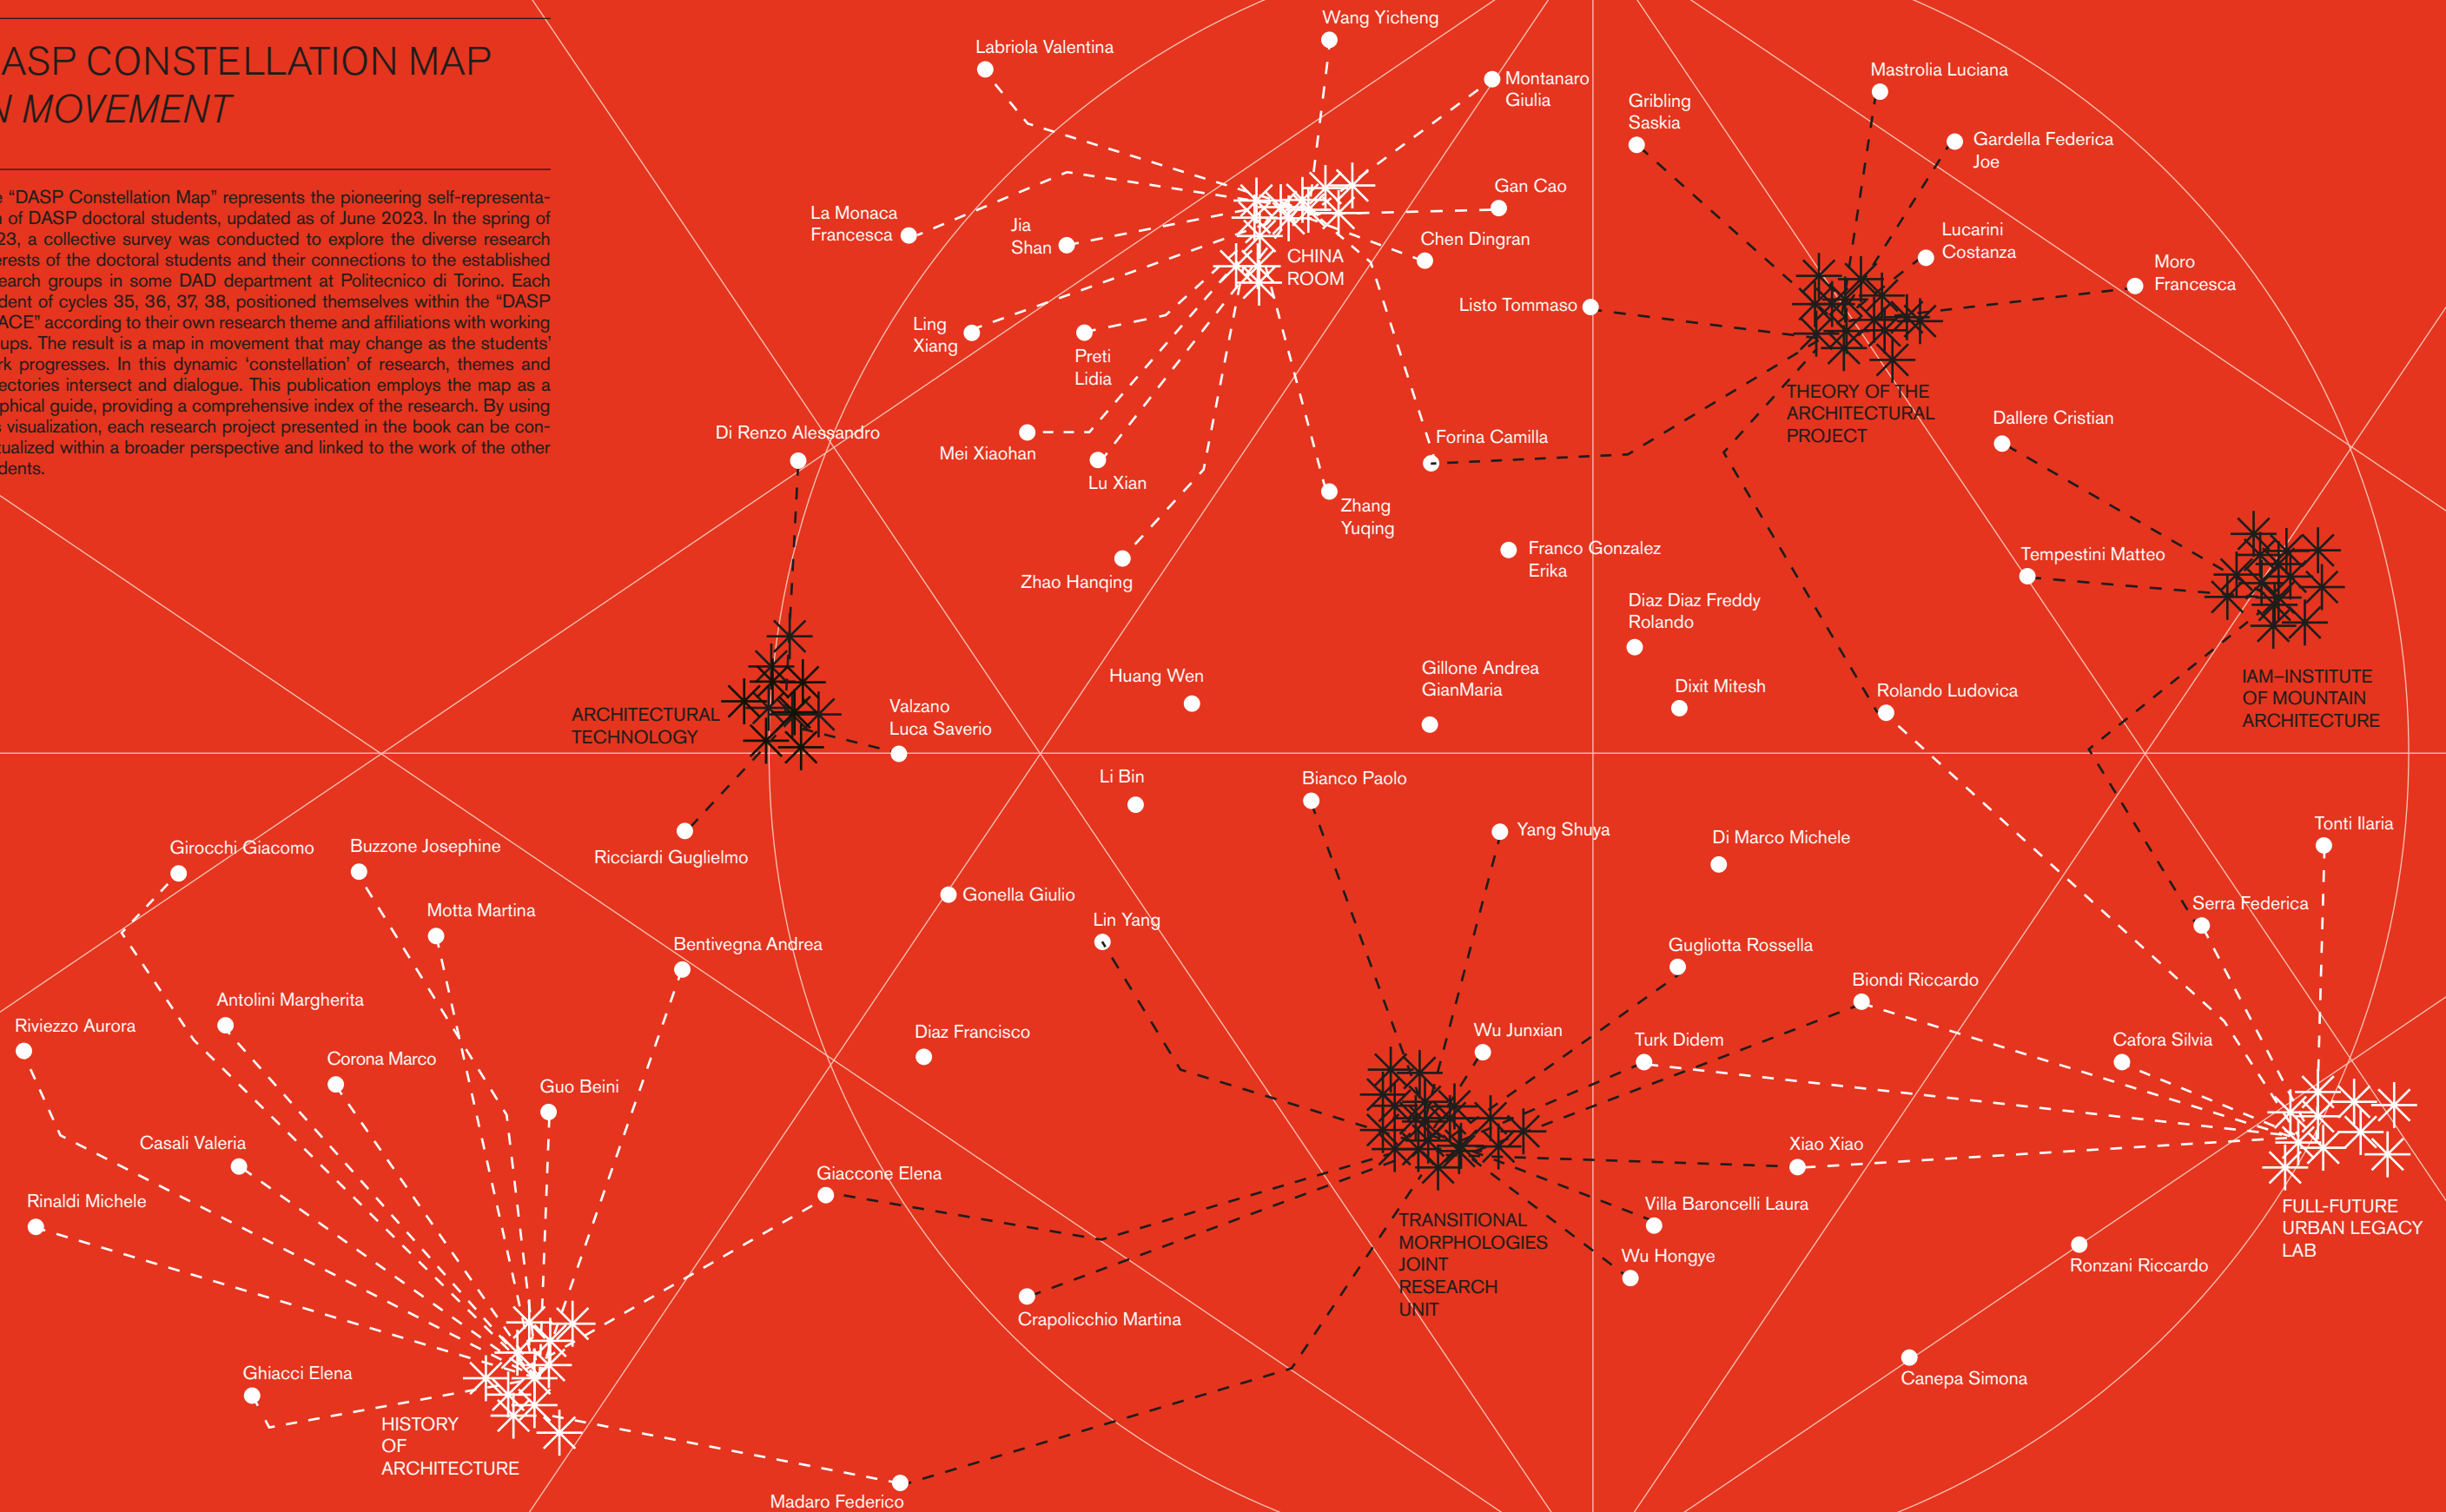 ASP CONSTELLATION MAP
N MOVEMENT
e “DASP Constellation Map” represents the pioneering self-representa-
n of DASP doctoral students, updated as of June 2023. In the spring of
23, a collective survey was conducted to explore the diverse research
erests of the doctoral students and their connections to the established
earch groups in some DAD department at Politecnico di Torino. Each
dent of cycles 35, 36, 37, 38, positioned themselves within the “DASP
ACE” according to their own research theme and affiliations with working
ups. The result is a map in movement that may change as the students’
rk progresses. In this dynamic ‘constellation’ of research, themes and
ectories intersect and dialogue. This publication employs the map as a
phical guide, providing a comprehensive index of the research. By using
s visualization, each research project presented in the book can be con-
tualized within a broader perspective and linked to the work of the other
dents.
Labriola Valentina
Wang Yicheng
Montanaro
Giulia
Gribling
Saskia
Mastrolia Luciana
Gardella Federica
Joe
La Monaca
Francesca
Jia
Shan
Gan Cao
Chen Dingran
CHINA
ROOM
Lucarini
Costanza
Moro
Francesca
Listo Tommaso
Ling
Xiang
Preti
Lidia
THEORY OF THE
ARCHITECTURAL
PROJECT
Dallere Cristian
Di Renzo Alessandro
Mei Xiaohan
Lu Xian
Forina Camilla
Zhang
Yuqing
Zhao Hanqing
Franco Gonzalez
Erika
Tempestini Matteo
Diaz Diaz Freddy
Rolando
Huang Wen
Gillone Andrea
GianMaria
Dixit Mitesh
Rolando Ludovica
IAM–INSTITUTE
OF MOUNTAIN
ARCHITECTURE
ARCHITECTURAL
TECHNOLOGY
Valzano
Luca Saverio
Li Bin
Bianco Paolo
Yang Shuya
Di Marco Michele
Tonti Ilaria
Girocchi Giacomo
Buzzone Josephine
Ricciardi Guglielmo
Motta Martina
Gonella Giulio
Lin Yang
Serra Federica
Bentivegna Andrea
Gugliotta Rossella
Biondi Riccardo
Antolini Margherita
Riviezzo Aurora
Corona Marco
Guo Beini
Diaz Francisco
Wu Junxian
Turk Didem
Cafora Silvia
Casali Valeria
Rinaldi Michele
Giaccone Elena
Xiao Xiao
Villa Baroncelli Laura
Wu Hongye
TRANSITIONAL
MORPHOLOGIES
JOINT
RESEARCH
UNIT
FULL-FUTURE
URBAN LEGACY
LAB
Ronzani Riccardo
Crapolicchio Martina
Ghiacci Elena
Canepa Simona
HISTORY
OF
ARCHITECTURE
Madaro Federico